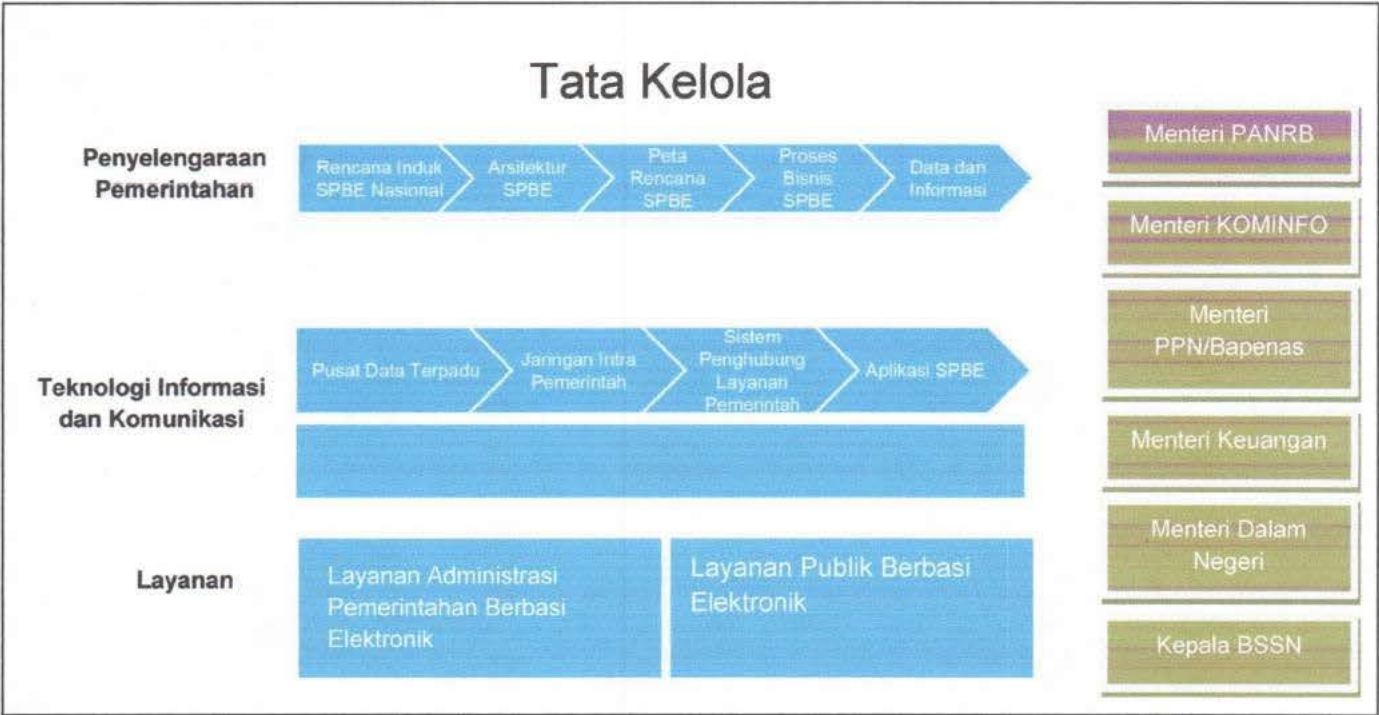 Tata Kelola
Penyelengaraan
Pemerintahan
Rencana Induk
SPBE Nasional
Arsitektur
SPBE
Peta
Rencana
SPBE
Proses
Bisnis
SPBE
Data dan
Informasi
Teknologi Informasi
dan Komunikasi
Pusat Data Terpadu
Jaringan Intra
Pemerintah
Sistem
Penghubung
Layanan
Pemerintah
Aplikasi SPBE
Layanan
Layanan Administrasi
Pemerintahan Berbasi
Elektronik
Layanan Publik Berbasi
Elektronik
Menteri PANRB
Menteri KOMINFO
Menteri
PPN/Bapenas
Menteri Keuangan
Menteri Dalam
Negeri
Kepala BSSN